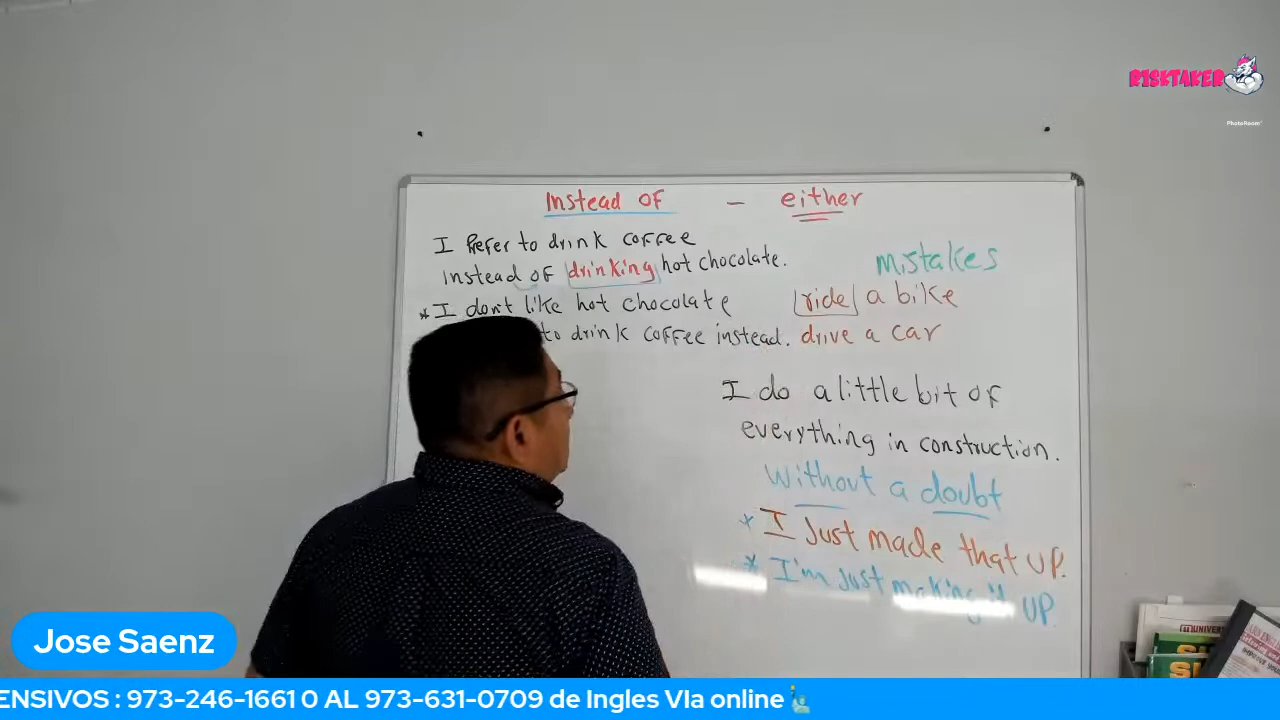 RISKTAKER
PhotoRoom
Instead of - either
I Prefer to drink coffee
instead of drinking hot chocolate.
* I don't like hot chocolate
to drink coffee instead.
mistakes
ride a bike
drive a car
I do a little bit of
everything in construction.
Without a doubt
* I Just made that UP.
* I'm Just making it UP.
Jose Saenz
ENSIVOS : 973-246-1661 O AL 973-631-0709 de Ingles VIa online